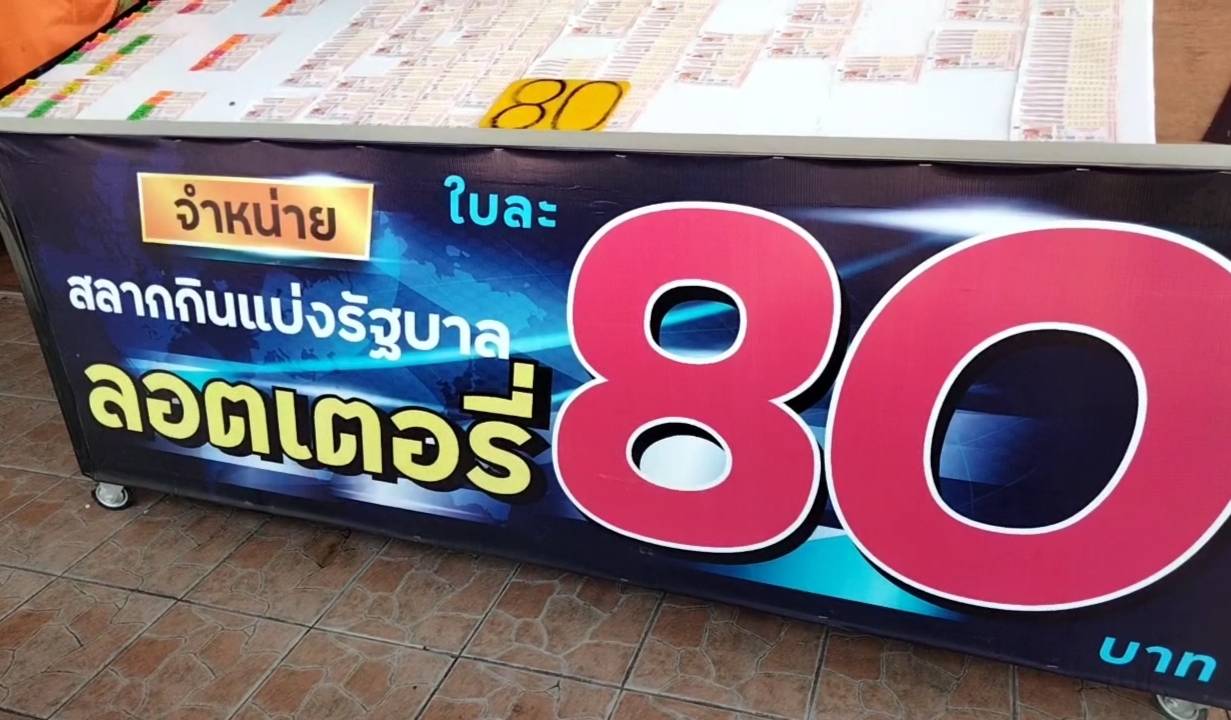 80
จำหน่าย
ใบละ
80
สลากกินแบ่งรัฐบาล
ลอตเตอรี่
บาท